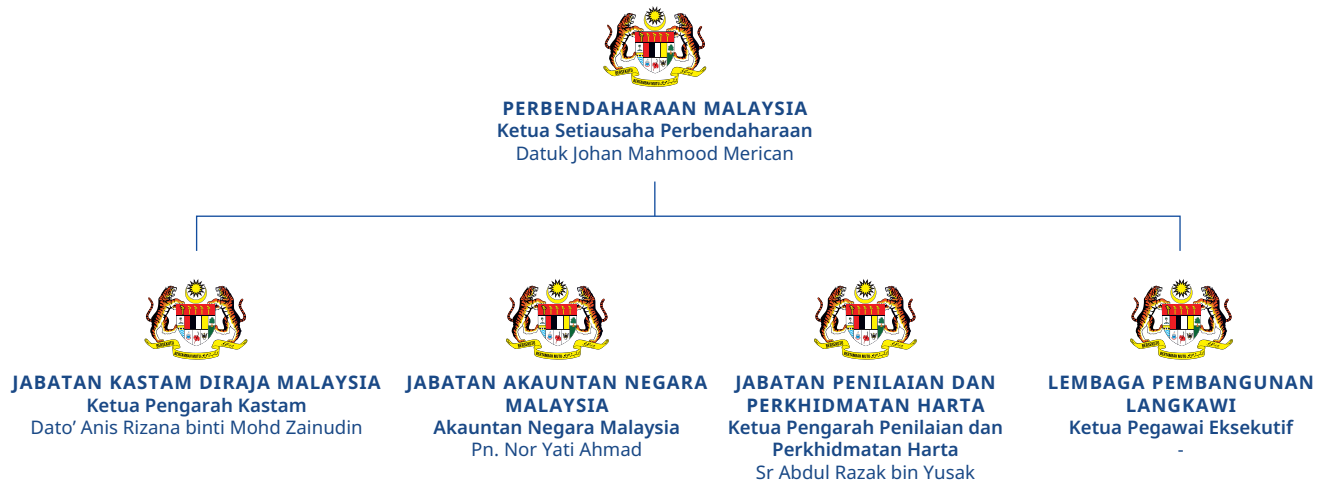 PERBENDAHARAAN MALAYSIA
Ketua Setiausaha Perbendaharaan
Datuk Johan Mahmood Merican
JABATAN KASTAM DIRAJA MALAYSIA
Ketua Pengarah Kastam
Dato’ Anis Rizana binti Mohd Zainudin
JABATAN AKAUNTAN NEGARA
MALAYSIA
Akauntan Negara Malaysia
Pn. Nor Yati Ahmad
JABATAN PENILAIAN DAN
PERKHIDMATAN HARTA
Ketua Pengarah Penilaian dan
Perkhidmatan Harta
Sr Abdul Razak bin Yusak
LEMBAGA PEMBANGUNAN
LANGKAWI
Ketua Pegawai Eksekutif
-